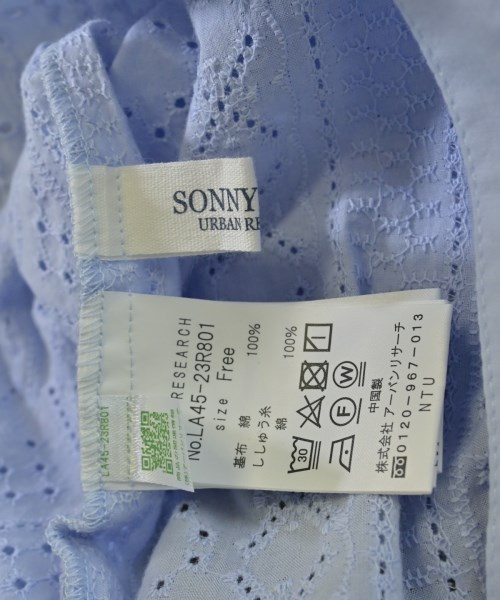 SONNY
URBAN RE
RESEARCH
No.LA45-23R801
size Free
基布 綿 100%
ししゅう糸
綿 100%
30
F W
中国製
株式会社 アーバンリサーチ
0120-967-013
NTU
LA45-23R801